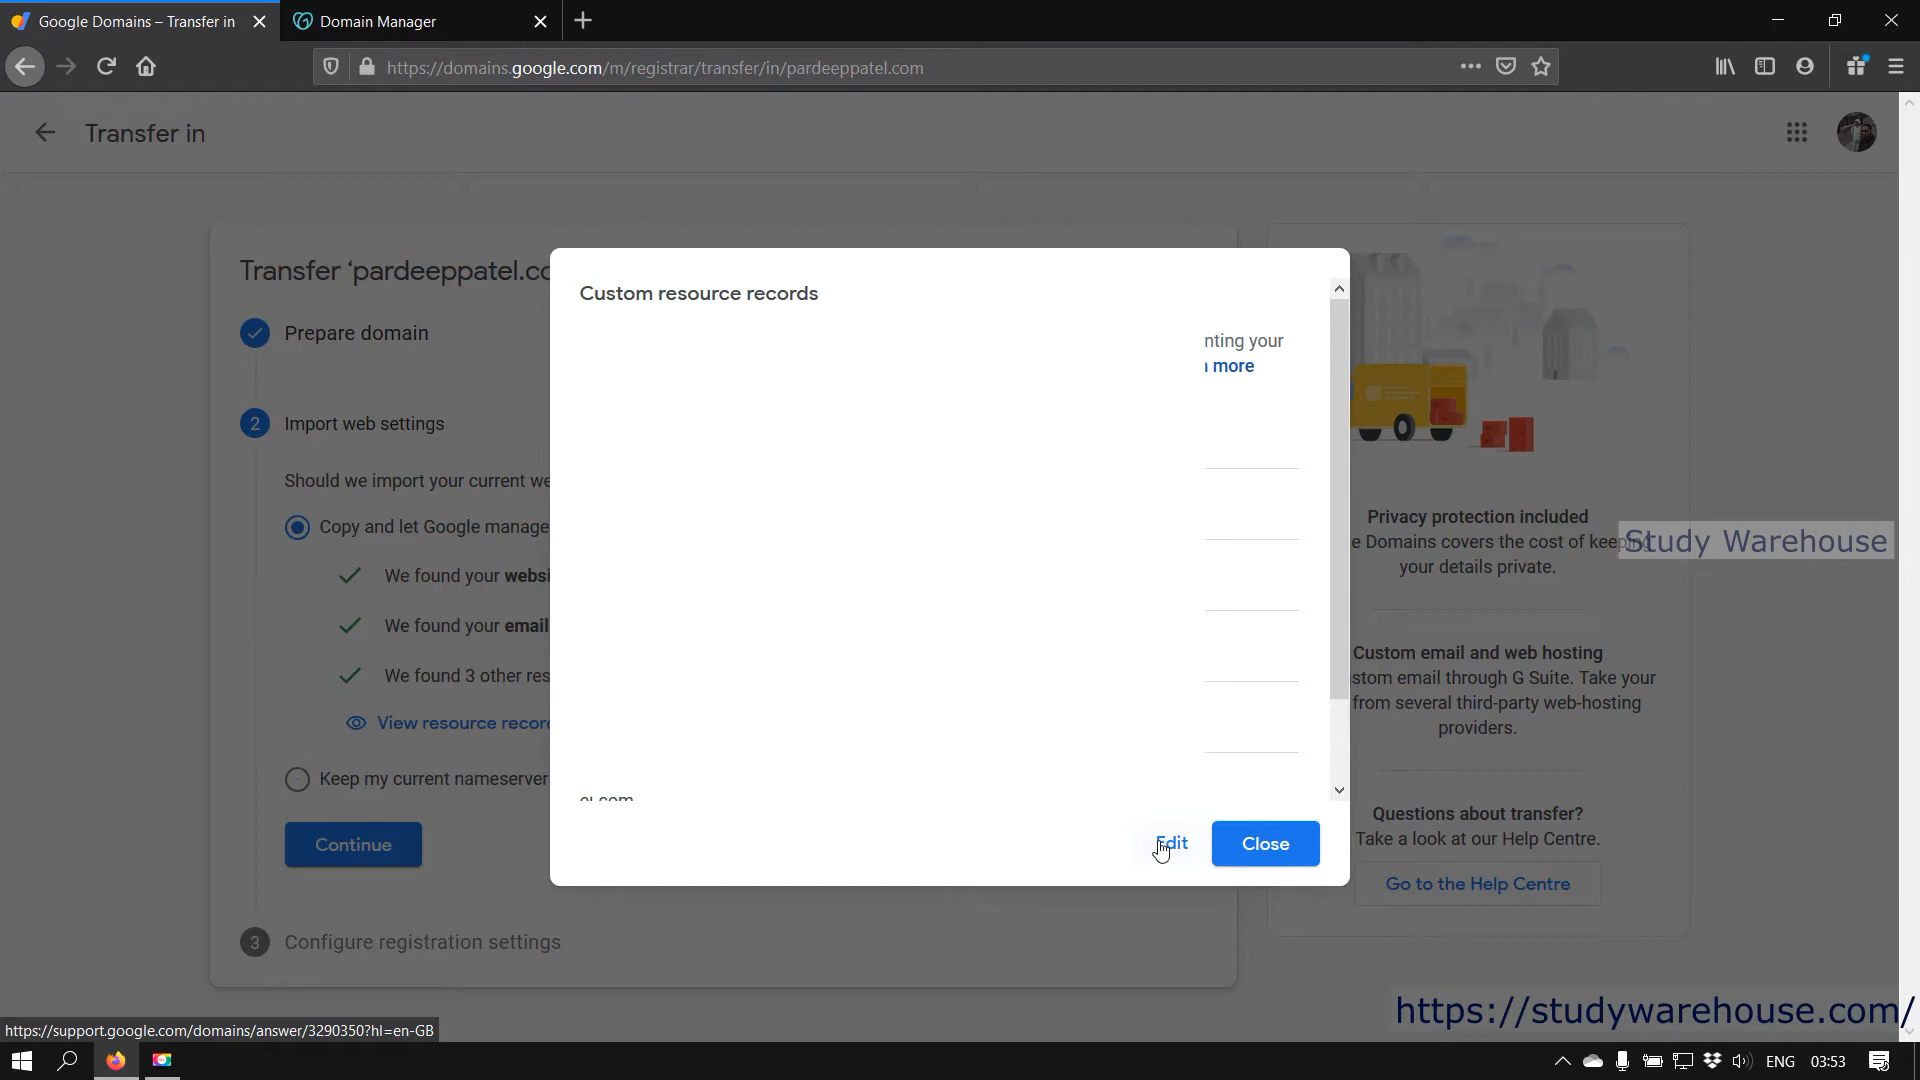 Google Domains – Transfer in
Domain Manager
https://domains.google.com/m/registrar/transfer/in/pardeeppatel.com
Transfer in
Transfer ‘pardeeppatel.co
Prepare domain
2
Import web settings
Should we import your current we
Copy and let Google manage
We found your websi
We found your email
We found 3 other res
View resource recor
Keep my current nameserver
Continue
3
Configure registration settings
Custom resource records
nting your
more
Edit
Close
Privacy protection included
e Domains covers the cost of keeping
your details private.
Study Warehouse
Custom email and web hosting
stom email through G Suite. Take your
from several third-party web-hosting
providers.
Questions about transfer?
Take a look at our Help Centre.
Go to the Help Centre
https://studywarehouse.com/
https://support.google.com/domains/answer/3290350?hl=en-GB
ENG
03:53